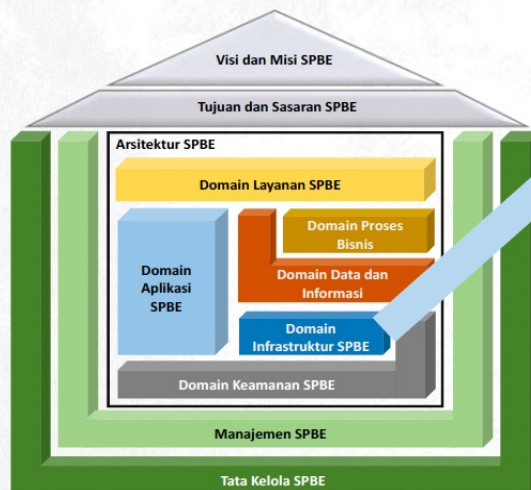 Visi dan Misi SPBE
Tujuan dan Sasaran SPBE
Arsitektur SPBE
Domain Layanan SPBE
Domain Proses
Bisnis
Domain
Aplikasi
SPBE
Domain Data dan
Informasi
Domain
Infrastruktur SPBE
Domain Keamanan SPBE
Manajemen SPBE
Tata Kelola SPBE